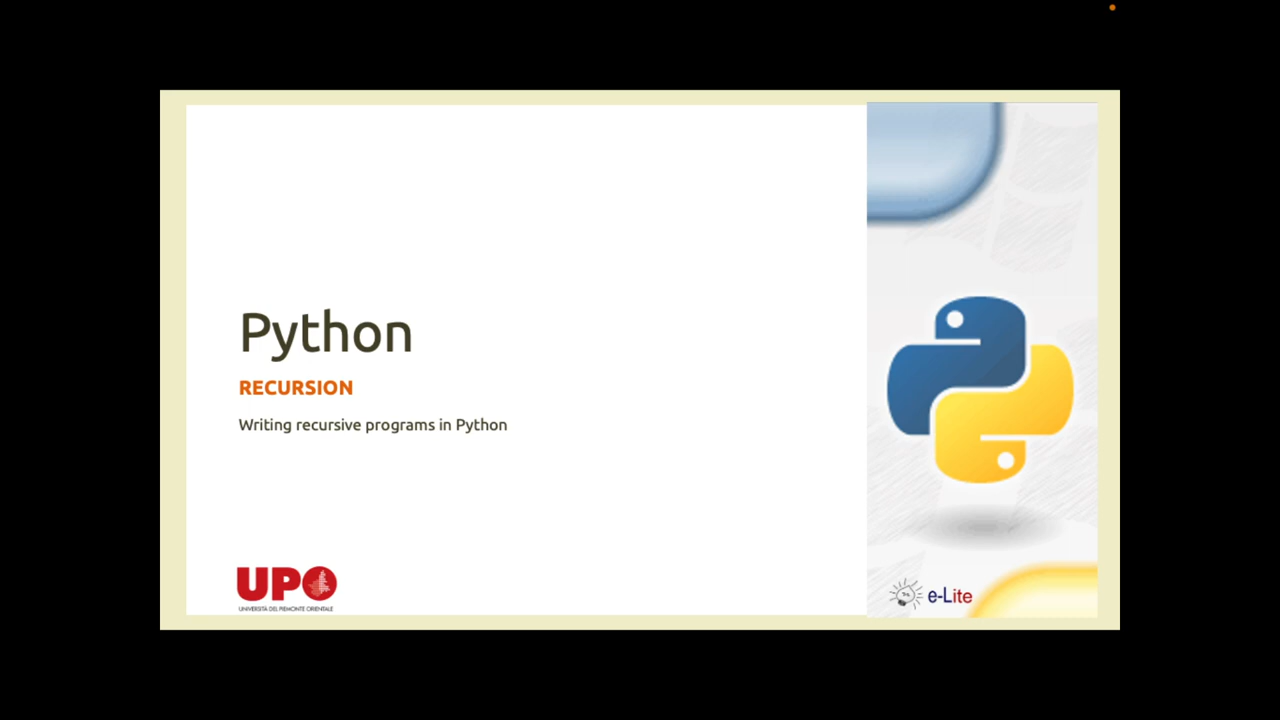 Python
RECURSION
Writing recursive programs in Python
UPO
UNIVERSITÀ DEL PIEMONTE ORIENTALE
e-Lite